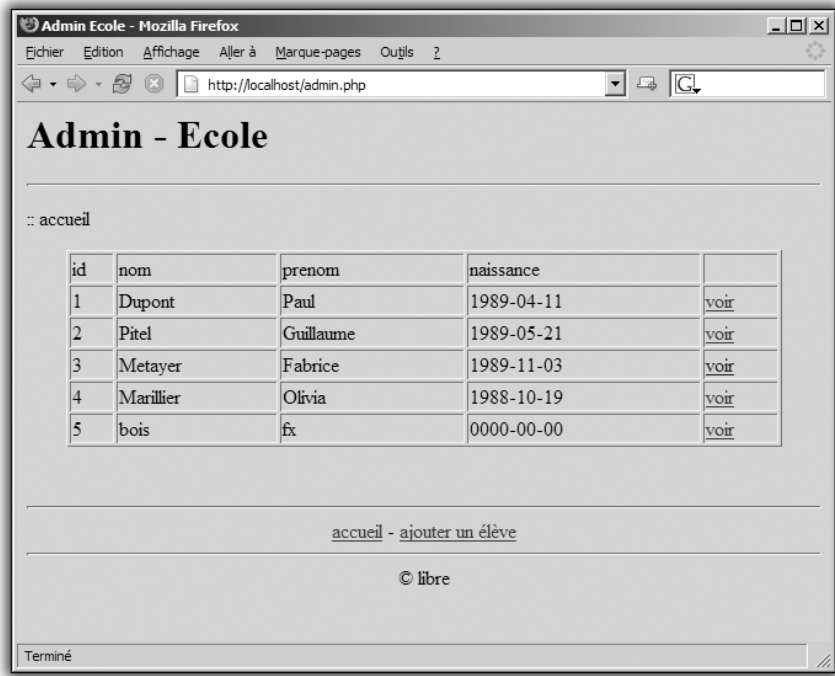 Admin Ecole - Mozilla Firefox
Fichier Edition Affichage Aller à Marque-pages Outils ?
http://localhost/admin.php G
Admin - Ecole
:: accueil
id nom prenom naissance
1 Dupont Paul 1989-04-11 voir
2 Pitel Guillaume 1989-05-21 voir
3 Metayer Fabrice 1989-11-03 voir
4 Marillier Olivia 1988-10-19 voir
5 bois fx 0000-00-00 voir
accueil - ajouter un élève
© libre
Terminé